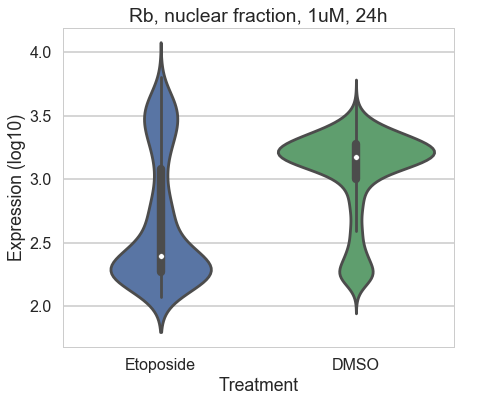 Rb, nuclear fraction, 1uM, 24h
Expression (log10)
4.0
3.5
3.0
2.5
2.0
Etoposide DMSO
Treatment